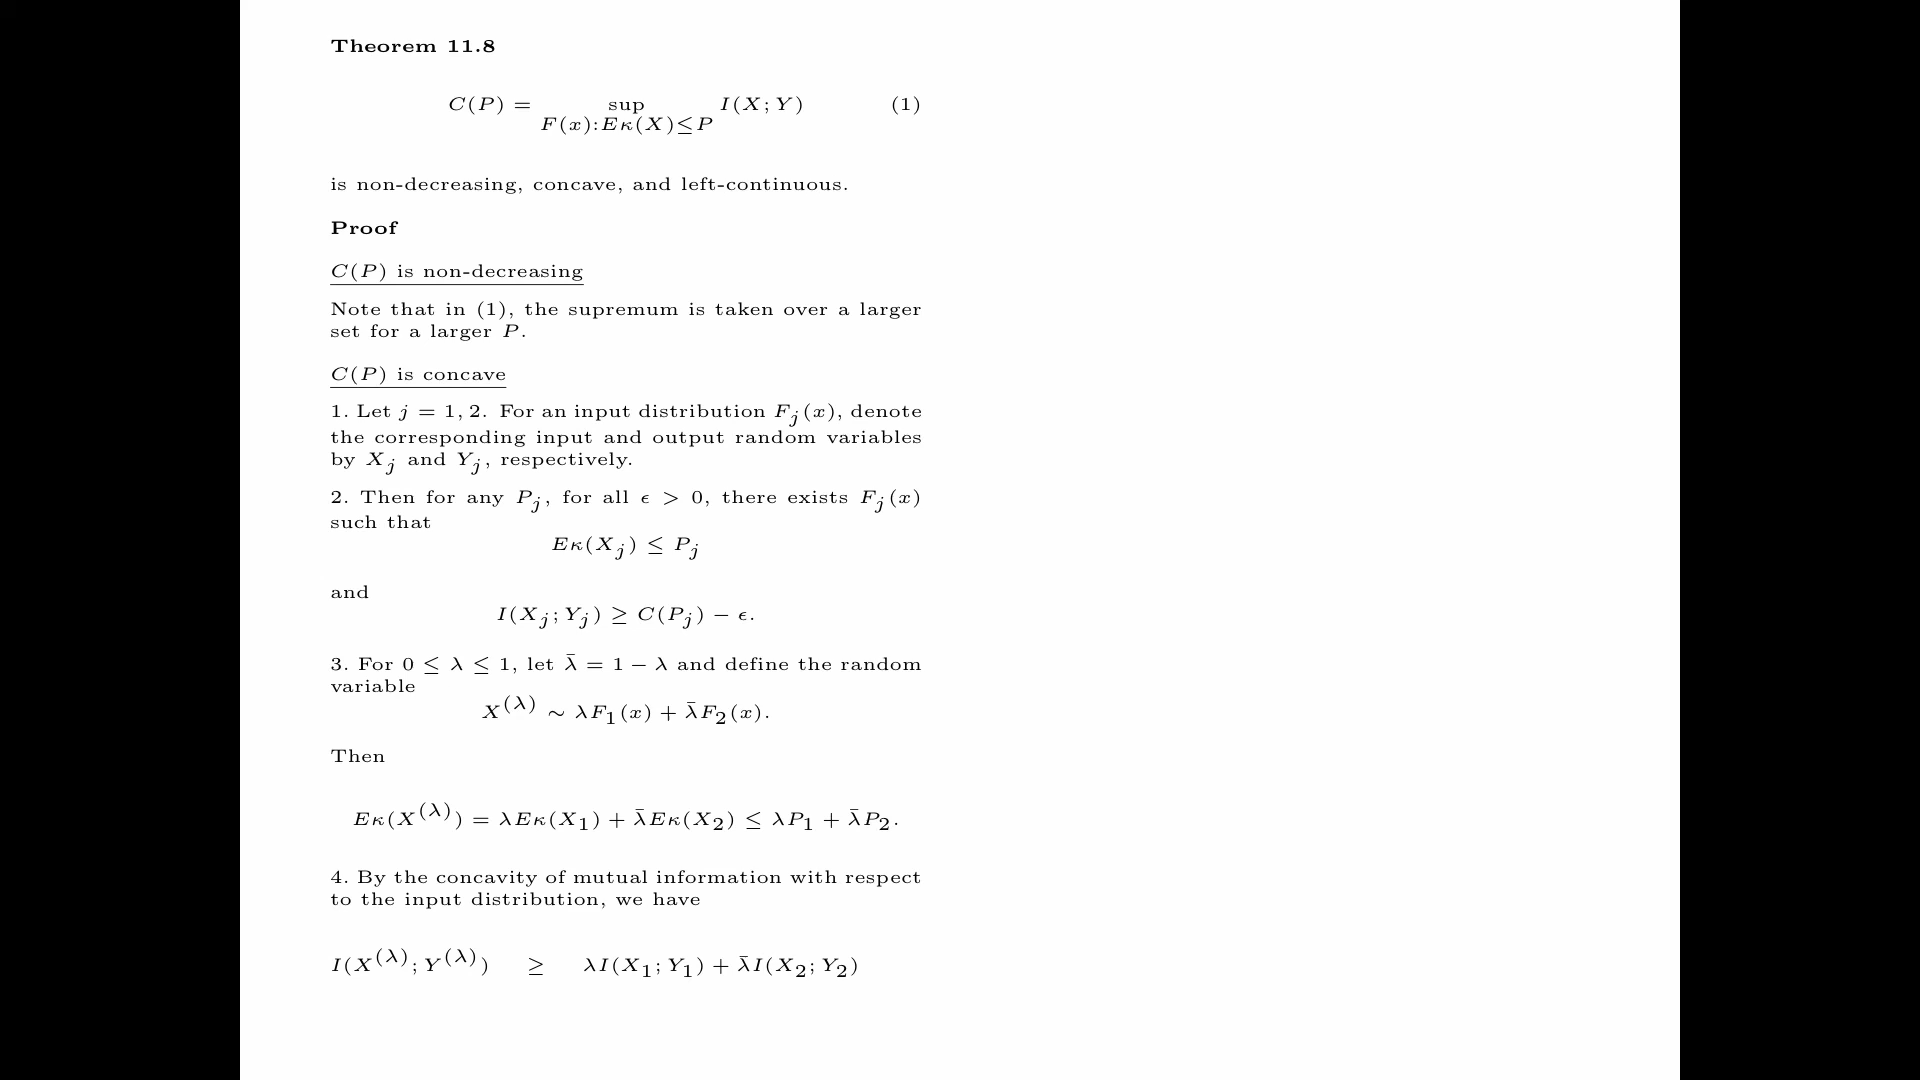 Theorem 11.8
C(P) = sup I(X; Y) (1)
F(x):Eκ(X)≤P
is non-decreasing, concave, and left-continuous.
Proof
C(P) is non-decreasing
Note that in (1), the supremum is taken over a larger
set for a larger P.
C(P) is concave
1. Let j = 1, 2. For an input distribution F_j(x), denote
the corresponding input and output random variables
by X_j and Y_j, respectively.
2. Then for any P_j, for all ϵ > 0, there exists F_j(x)
such that
Eκ(X_j) ≤ P_j
and
I(X_j; Y_j) ≥ C(P_j) − ϵ.
3. For 0 ≤ λ ≤ 1, let λ̄ = 1 − λ and define the random
variable
X^(λ) ∼ λF_1(x) + λ̄F_2(x).
Then
Eκ(X^(λ)) = λEκ(X_1) + λ̄Eκ(X_2) ≤ λP_1 + λ̄P_2.
4. By the concavity of mutual information with respect
to the input distribution, we have
I(X^(λ); Y^(λ)) ≥ λI(X_1; Y_1) + λ̄I(X_2; Y_2)